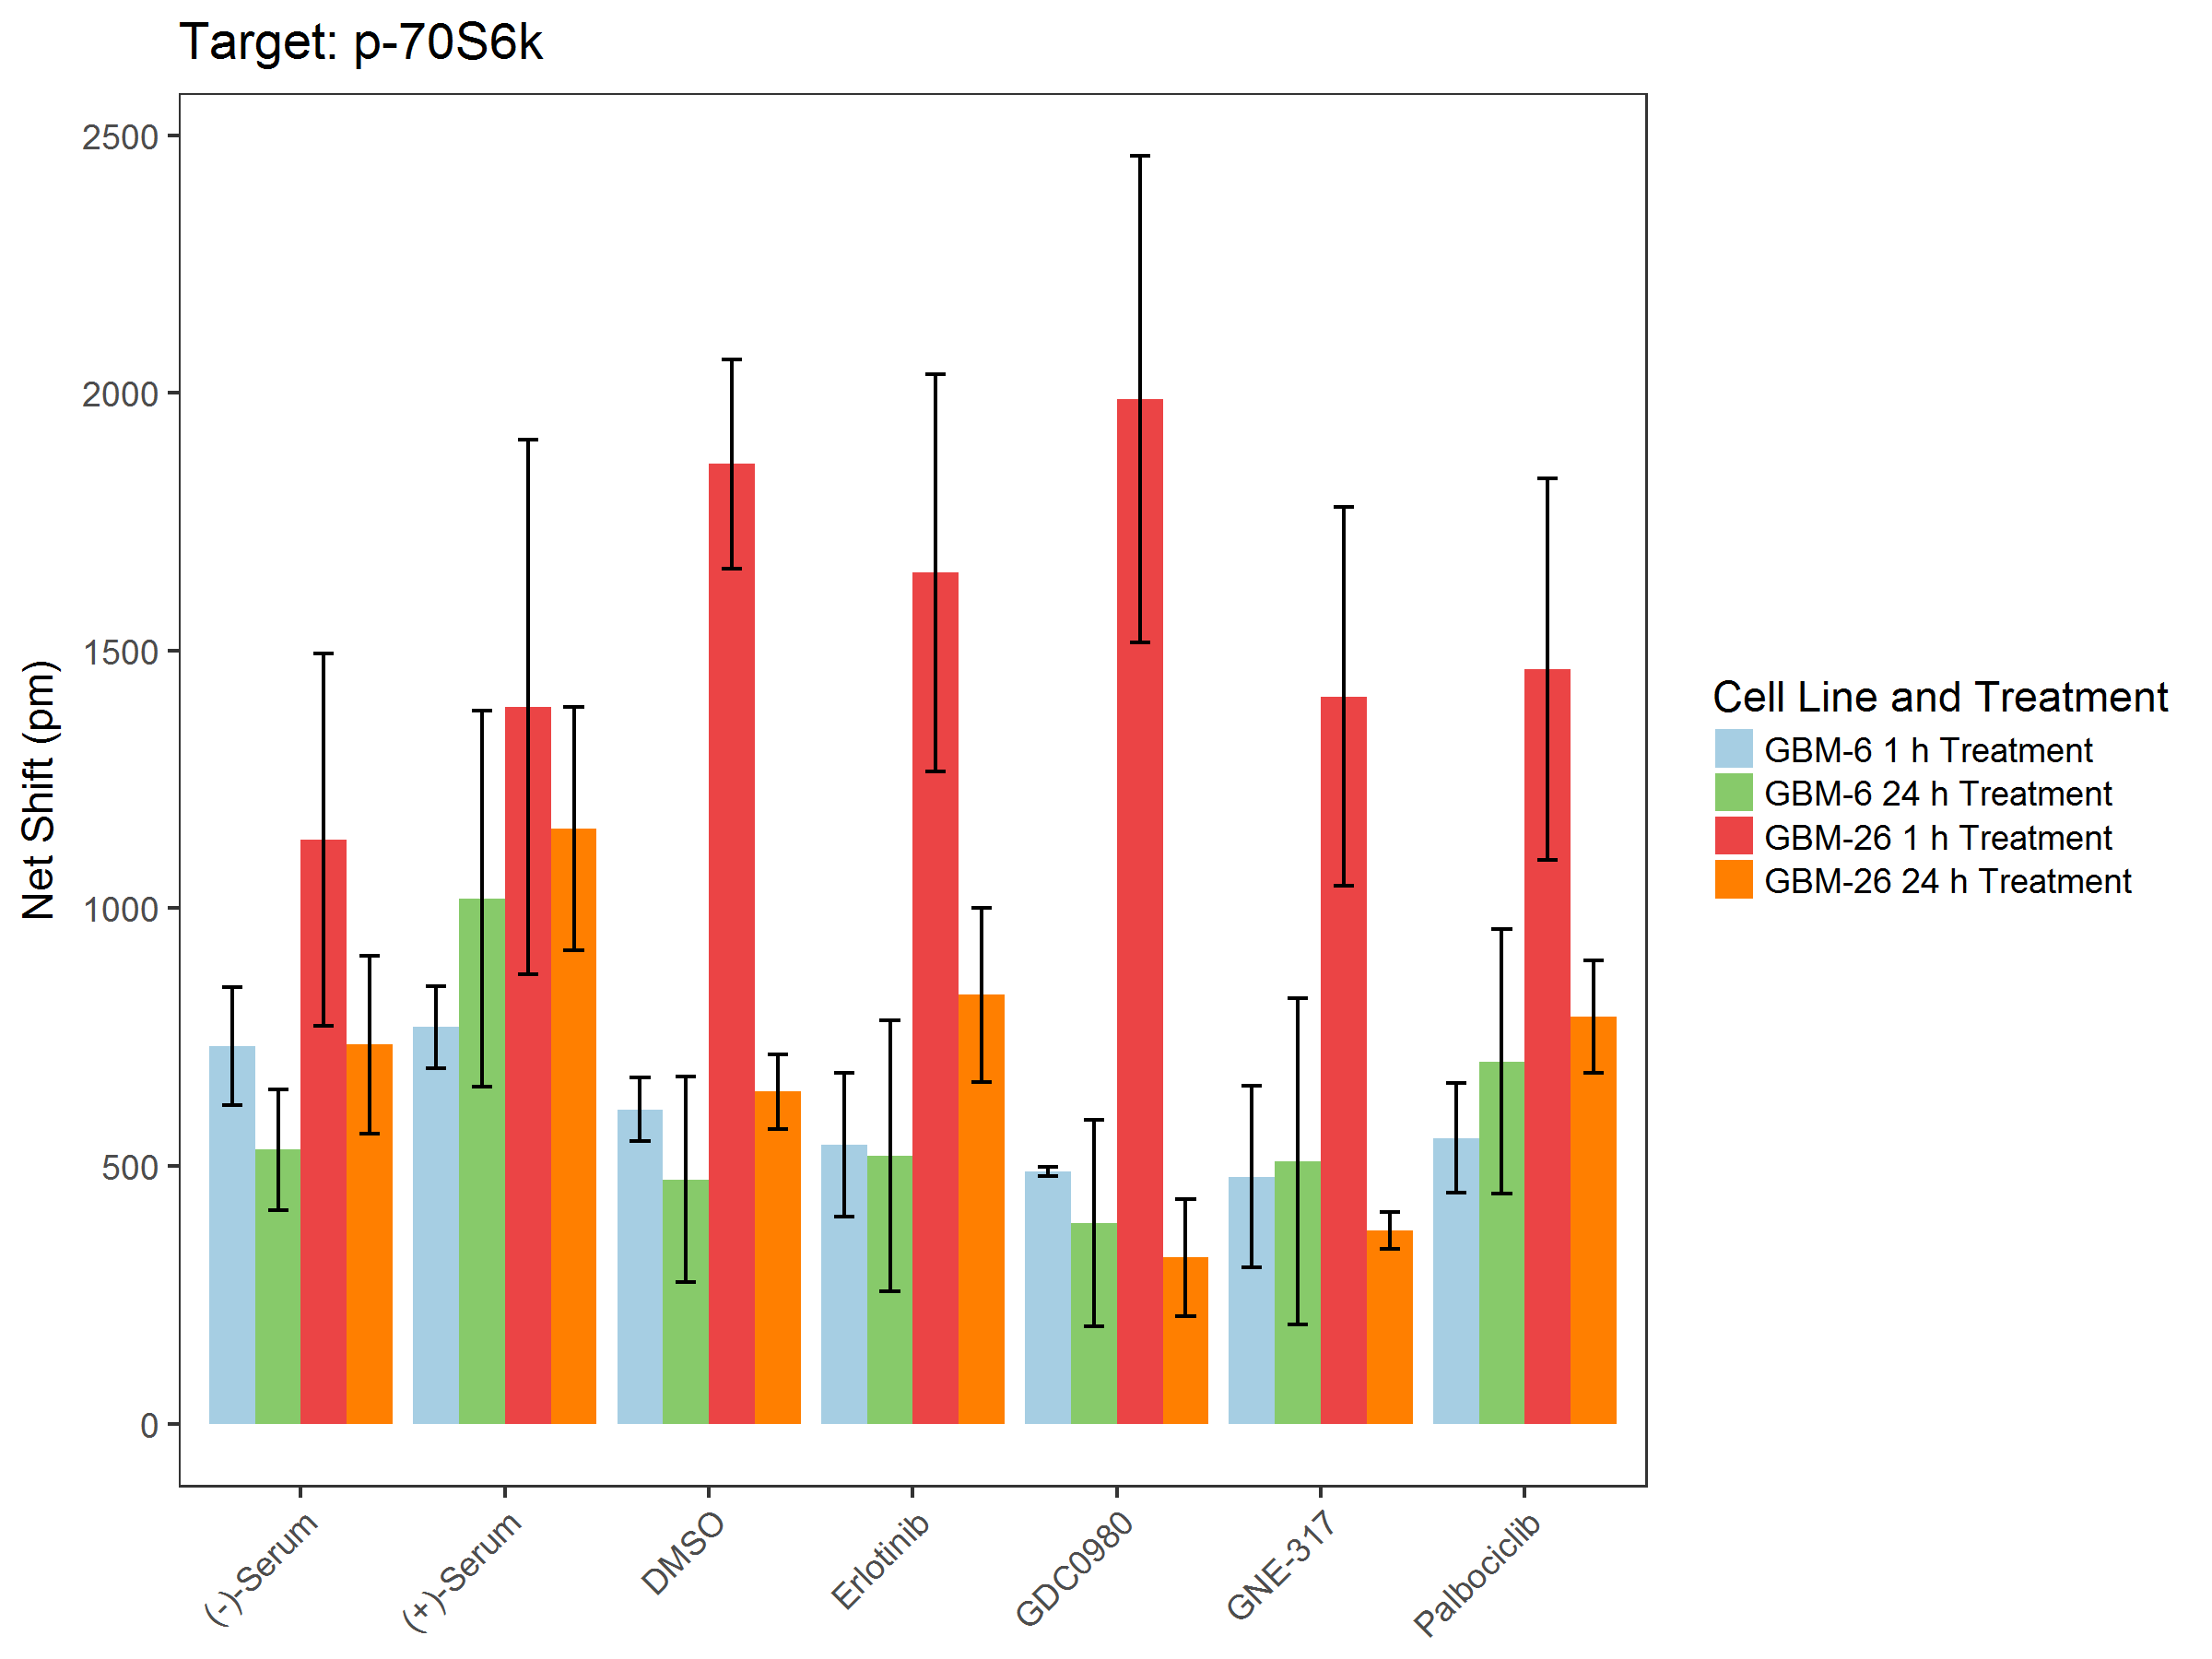 Target: p-70S6k
2500
2000
1500
1000
500
0
Net Shift (pm)
(-)-Serum
(+)-Serum
DMSO
Erlotinib
GDC0980
GNE-317
Palbociclib
Cell Line and Treatment
GBM-6 1 h Treatment
GBM-6 24 h Treatment
GBM-26 1 h Treatment
GBM-26 24 h Treatment